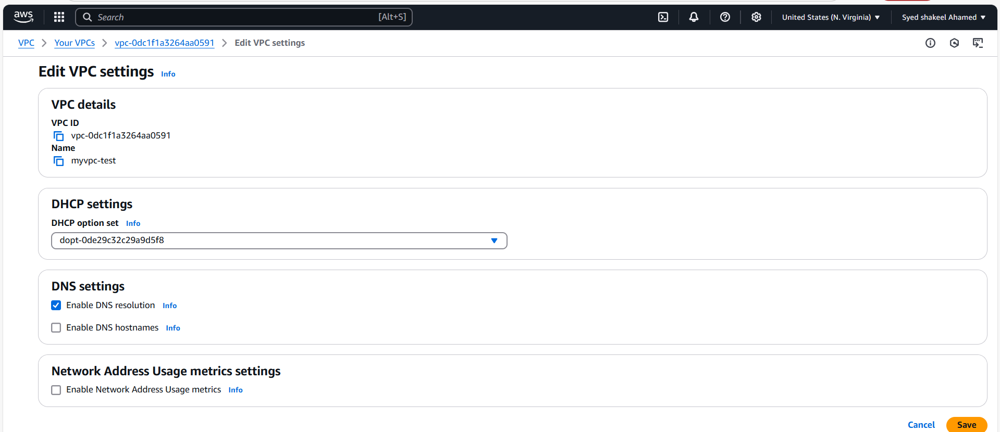 aws Search [Alt+S] United States (N. Virginia) Syed shakeel Ahamed
VPC Your VPCs vpc-0dc1f1a3264aa0591 Edit VPC settings
Edit VPC settings Info
VPC details
VPC ID
vpc-0dc1f1a3264aa0591
Name
myvpc-test
DHCP settings
DHCP option set Info
dopt-0de29c32c29a9d5f8
DNS settings
Enable DNS resolution Info
Enable DNS hostnames Info
Network Address Usage metrics settings
Enable Network Address Usage metrics Info
Cancel Save